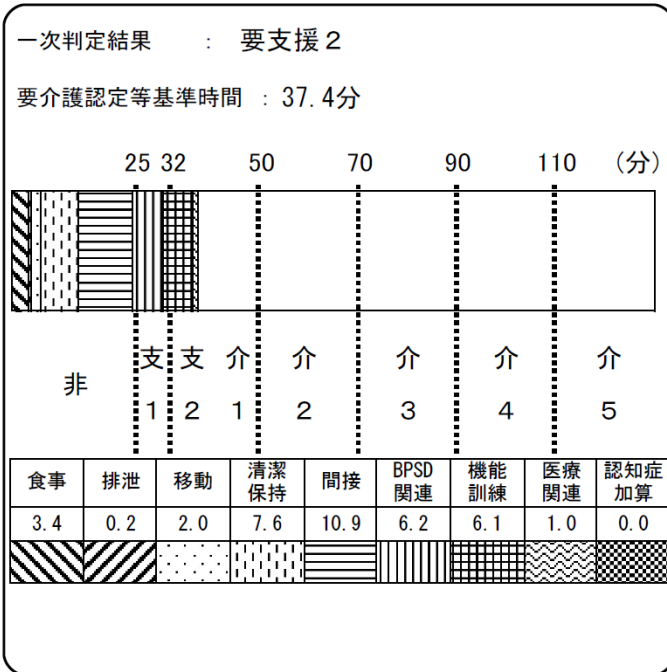 一次判定結果 : 要支援2
要介護認定等基準時間 : 37.4分
25 32 50 70 90 110 (分)
非 支1 支2 介1 介2 介3 介4 介5
食事 排泄 移動 清潔保持 間接 BPSD関連 機能訓練 医療関連 認知症加算
3.4 0.2 2.0 7.6 10.9 6.2 6.1 1.0 0.0